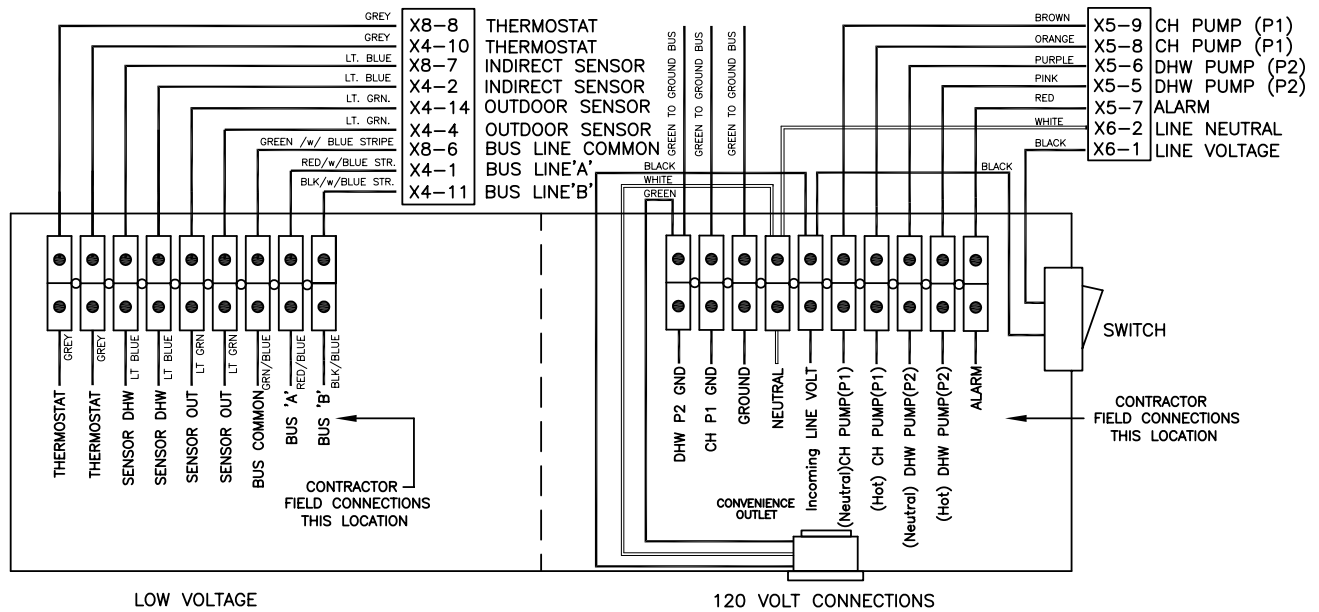 GREY X8-8 THERMOSTAT
GREY X4-10 THERMOSTAT
LT. BLUE X8-7 INDIRECT SENSOR
LT. BLUE X4-2 INDIRECT SENSOR
LT. GRN. X4-14 OUTDOOR SENSOR
LT. GRN. X4-4 OUTDOOR SENSOR
GREEN /w/ BLUE STRIPE X8-6 BUS LINE COMMON
RED/w/BLUE STR. X4-1 BUS LINE'A'
BLK/w/BLUE STR. X4-11 BUS LINE'B'
GREEN TO GROUND BUS
GREEN TO GROUND BUS
GREEN TO GROUND BUS
BROWN X5-9 CH PUMP (P1)
ORANGE X5-8 CH PUMP (P1)
PURPLE X5-6 DHW PUMP (P2)
PINK X5-5 DHW PUMP (P2)
RED X5-7 ALARM
WHITE X6-2 LINE NEUTRAL
BLACK X6-1 LINE VOLTAGE
BLACK
WHITE
GREEN
BLACK
GREY
GREY
LT BLUE
LT BLUE
LT GRN
LT GRN
GRN/BLUE
RED/BLUE
BLK/BLUE
THERMOSTAT
THERMOSTAT
SENSOR DHW
SENSOR DHW
SENSOR OUT
SENSOR OUT
BUS COMMON
BUS 'A'
BUS 'B'
CONTRACTOR
FIELD CONNECTIONS
THIS LOCATION
DHW P2 GND
CH P1 GND
GROUND
NEUTRAL
Incoming LINE VOLT
(Neutral)CH PUMP(P1)
(Hot) CH PUMP(P1)
(Neutral) DHW PUMP(P2)
(Hot) DHW PUMP(P2)
ALARM
SWITCH
CONTRACTOR
FIELD CONNECTIONS
THIS LOCATION
CONVENIENCE
OUTLET
LOW VOLTAGE
120 VOLT CONNECTIONS